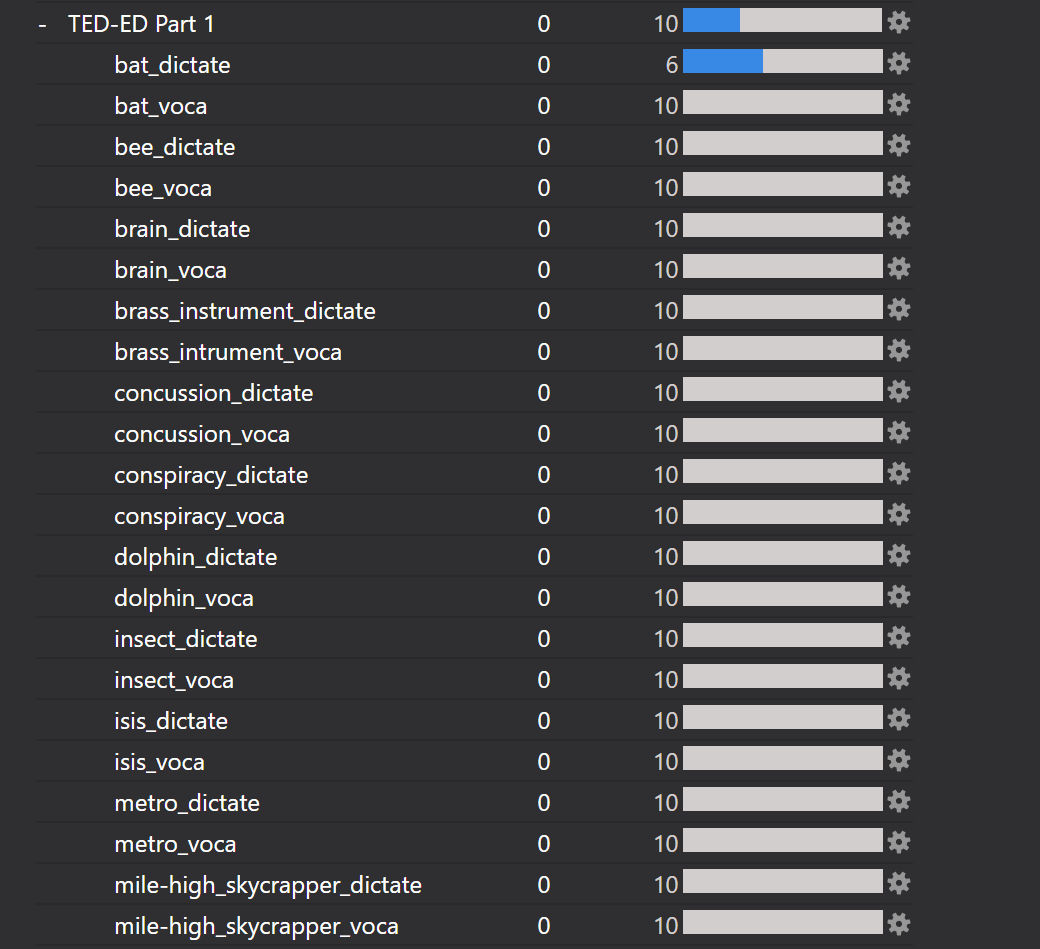 - TED-ED Part 1 0 10
bat_dictate 0 6
bat_voca 0 10
bee_dictate 0 10
bee_voca 0 10
brain_dictate 0 10
brain_voca 0 10
brass_instrument_dictate 0 10
brass_intrument_voca 0 10
concussion_dictate 0 10
concussion_voca 0 10
conspiracy_dictate 0 10
conspiracy_voca 0 10
dolphin_dictate 0 10
dolphin_voca 0 10
insect_dictate 0 10
insect_voca 0 10
isis_dictate 0 10
isis_voca 0 10
metro_dictate 0 10
metro_voca 0 10
mile-high_skycrapper_dictate 0 10
mile-high_skycrapper_voca 0 10